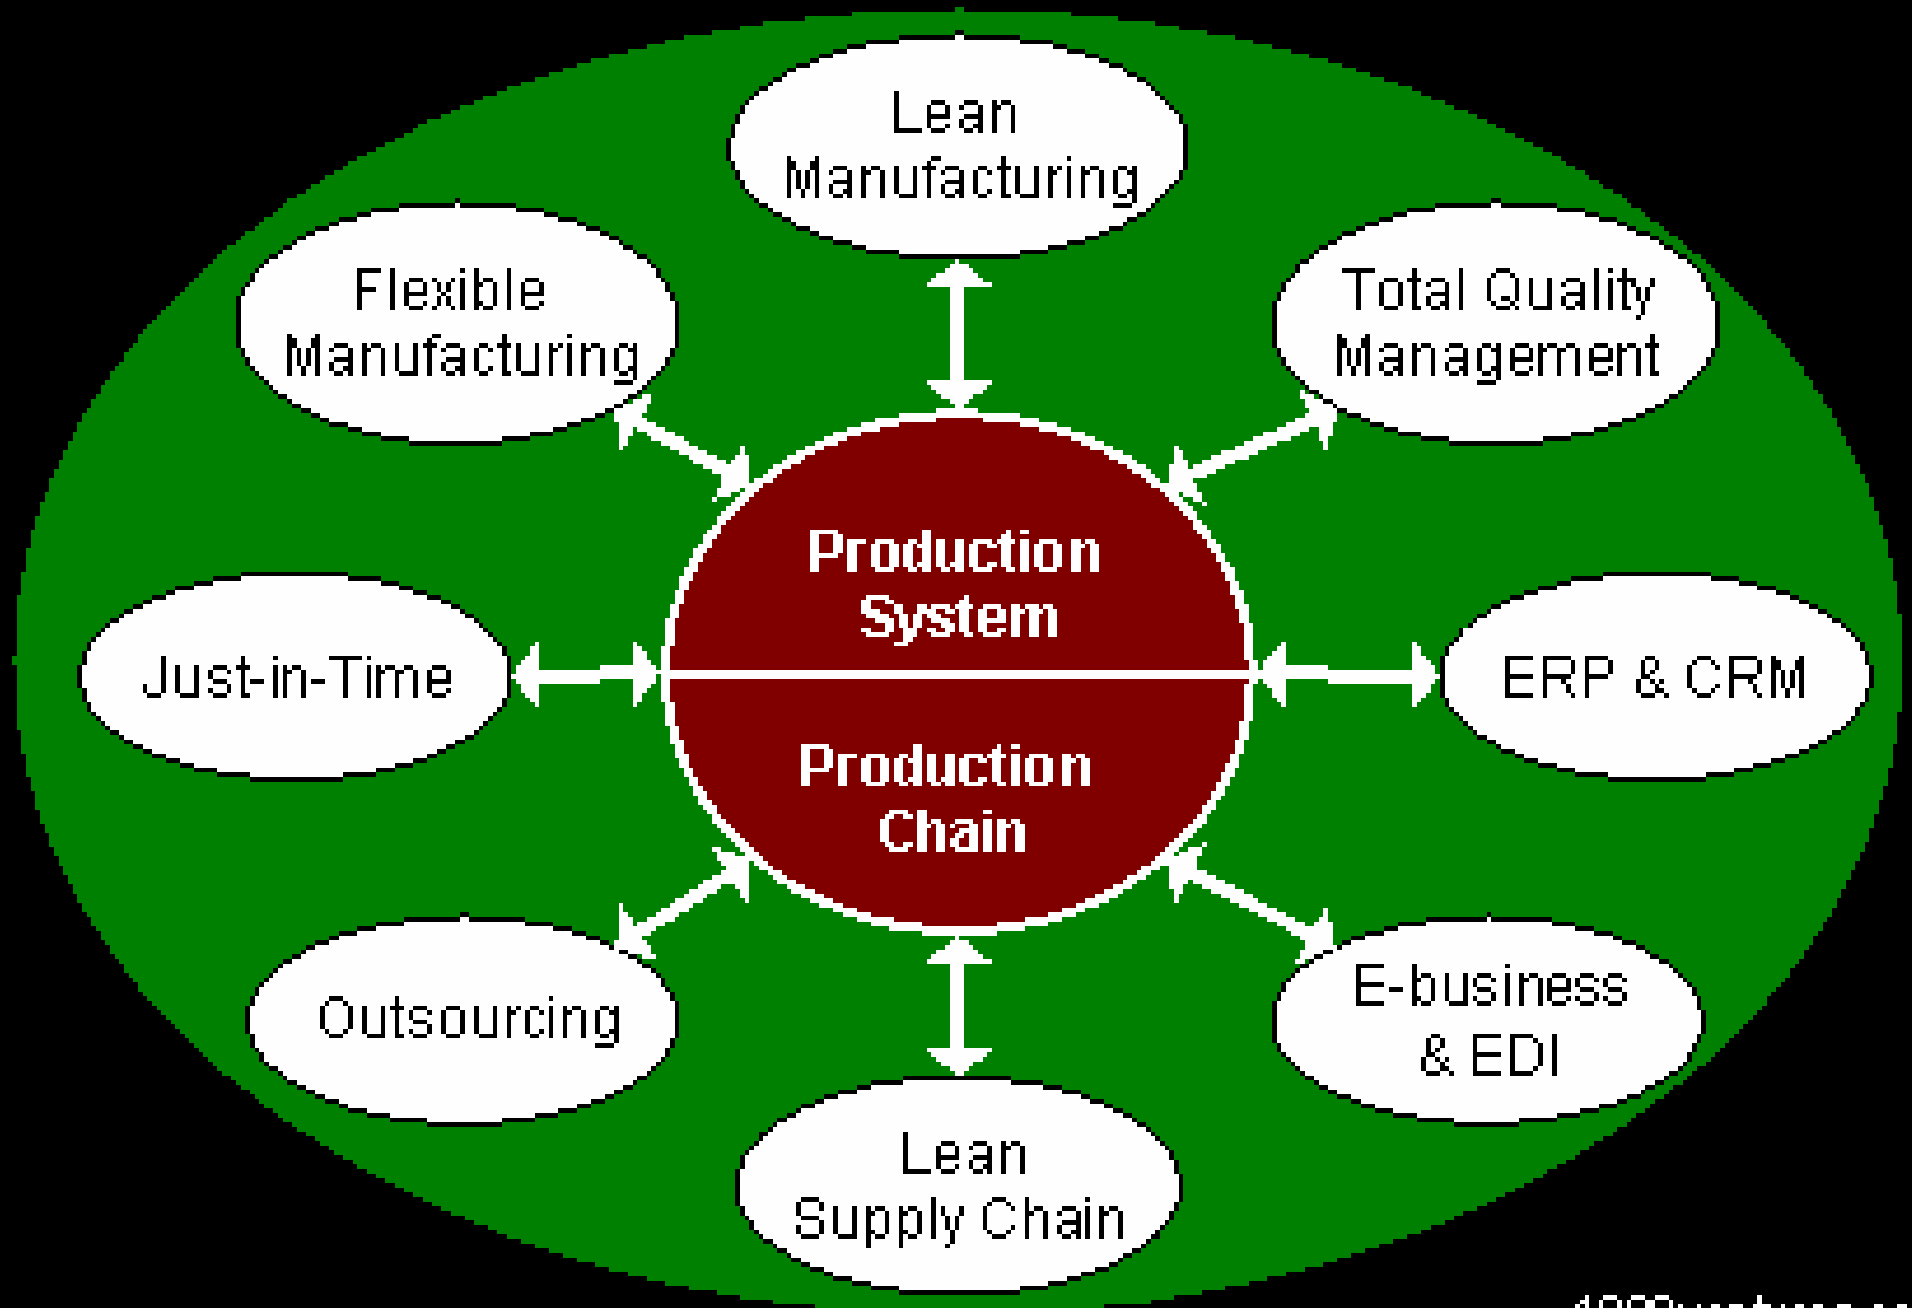 Lean
Manufacturing
Flexible
Manufacturing
Total Quality
Management
Production
System
Just-in-Time
ERP & CRM
Production
Chain
Outsourcing
E-business
& EDI
Lean
Supply Chain